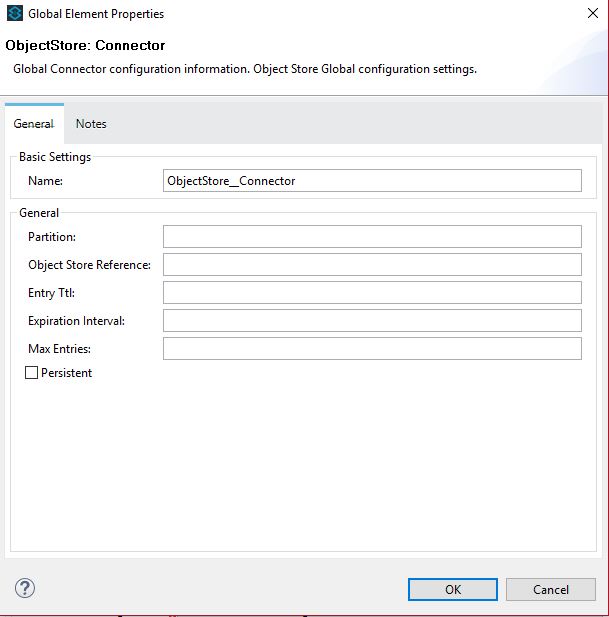 Global Element Properties
ObjectStore: Connector
Global Connector configuration information. Object Store Global configuration settings.
General Notes
Basic Settings
Name: ObjectStore__Connector
General
Partition:
Object Store Reference:
Entry Ttl:
Expiration Interval:
Max Entries:
Persistent
OK Cancel